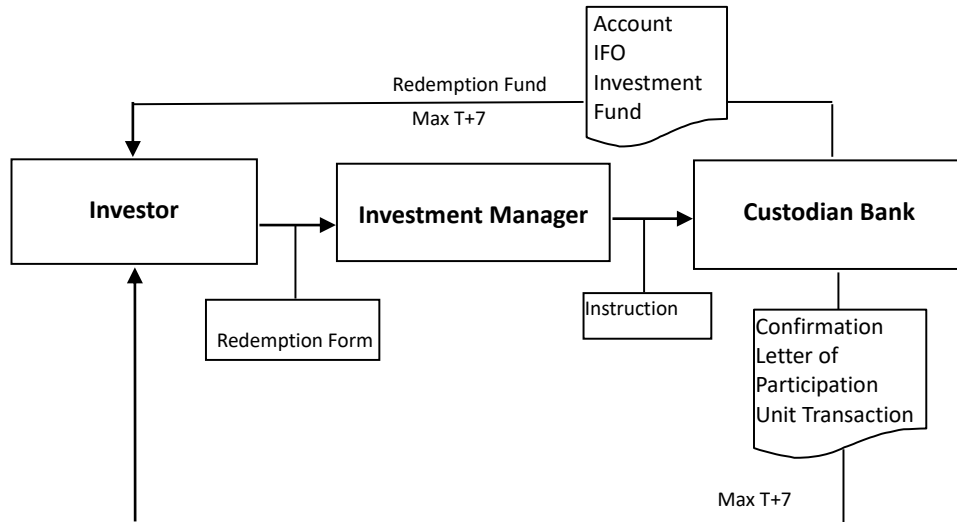 Account
IFO
Investment
Fund
Redemption Fund
Max T+7
Investor
Investment Manager
Custodian Bank
Redemption Form
Instruction
Confirmation
Letter of
Participation
Unit Transaction
Max T+7